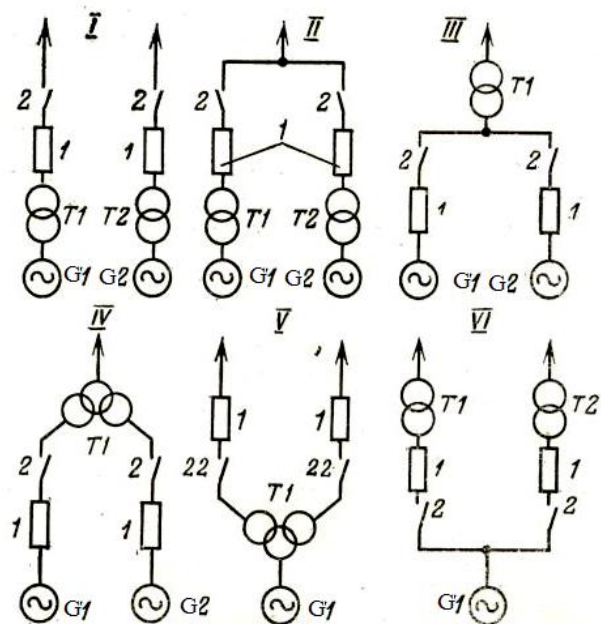 I II III
2 2 2 2 T1
1 1 1 2 2
1 1
T1 T2 T1 T2
G1 G2 G1 G2 G1 G2
IV V VI
T1 T2
1 1
T1 1 1
2 2 22 22 2 2
T1
1 1
G1 G2 G1 G1